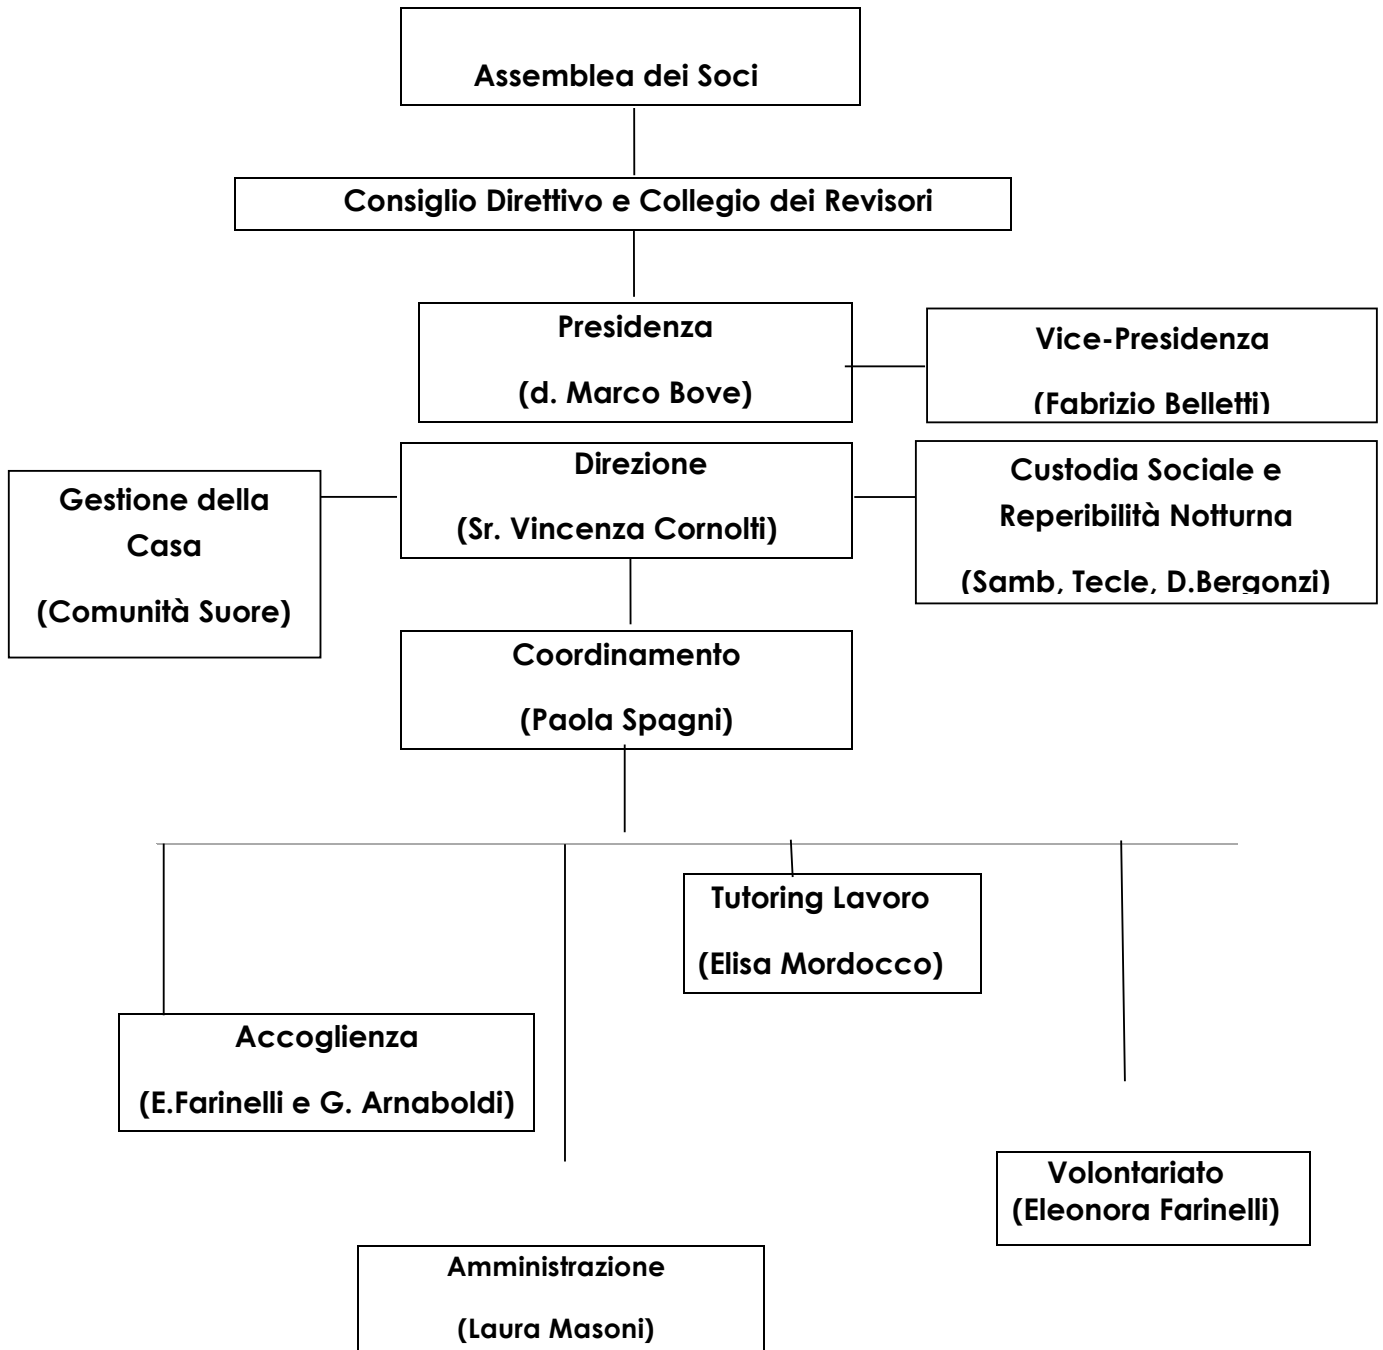 Assemblea dei Soci
Consiglio Direttivo e Collegio dei Revisori
Presidenza
(d. Marco Bove)
Vice-Presidenza
(Fabrizio Belletti)
Direzione
(Sr. Vincenza Cornolti)
Gestione della
Casa
(Comunità Suore)
Custodia Sociale e
Reperibilità Notturna
(Samb, Tecle, D.Bergonzi)
Coordinamento
(Paola Spagni)
Tutoring Lavoro
(Elisa Mordocco)
Accoglienza
(E.Farinelli e G. Arnaboldi)
Volontariato
(Eleonora Farinelli)
Amministrazione
(Laura Masoni)